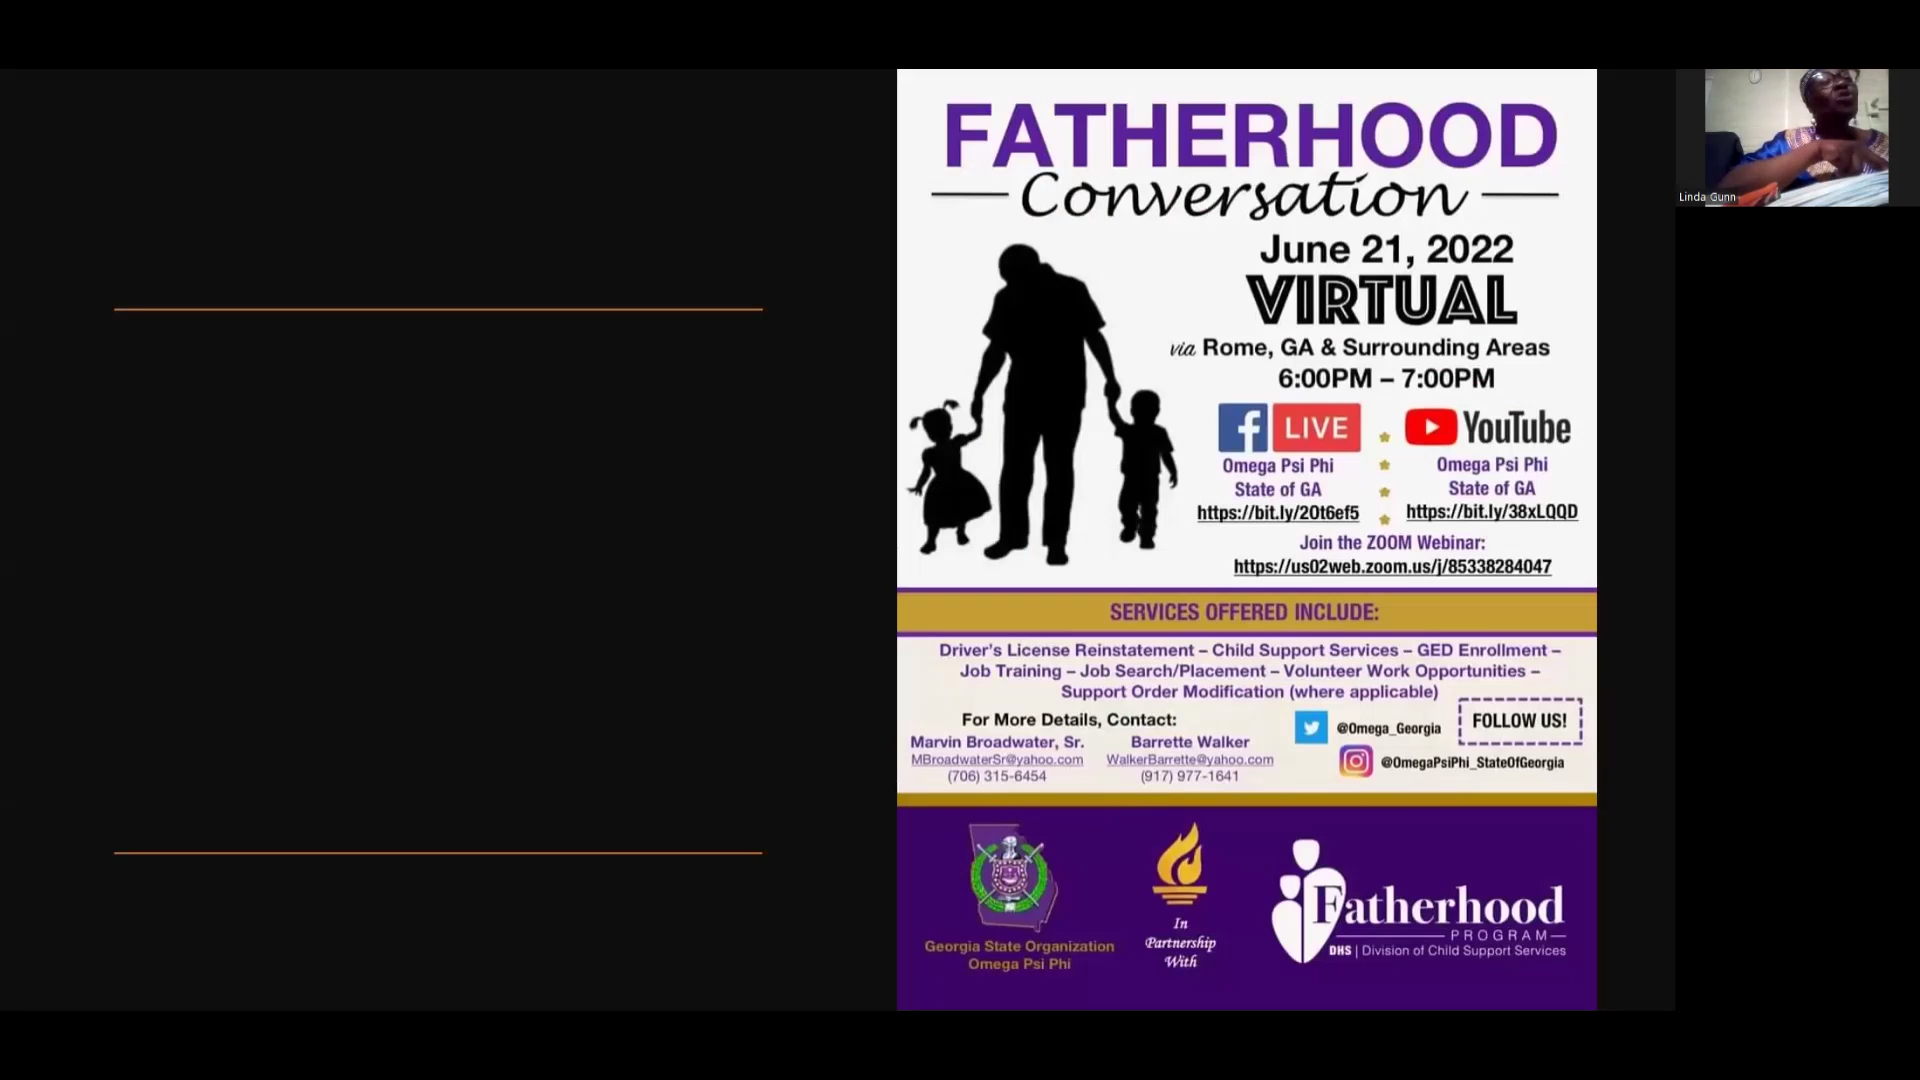 FATHERHOOD
Conversation
June 21, 2022
VIRTUAL
via Rome, GA & Surrounding Areas
6:00PM – 7:00PM
f LIVE
YouTube
Omega Psi Phi
State of GA
https://bit.ly/20t6ef5
Omega Psi Phi
State of GA
https://bit.ly/38xLQQD
Join the ZOOM Webinar:
https://us02web.zoom.us/j/85338284047
SERVICES OFFERED INCLUDE:
Driver's License Reinstatement – Child Support Services – GED Enrollment –
Job Training – Job Search/Placement – Volunteer Work Opportunities –
Support Order Modification (where applicable)
For More Details, Contact:
Marvin Broadwater, Sr.
MBroadwaterSr@yahoo.com
(706) 315-6454
Barrette Walker
WalkerBarrette@yahoo.com
(917) 977-1641
@Omega_Georgia
FOLLOW US!
@OmegaPsiPhi_StateOfGeorgia
Georgia State Organization
Omega Psi Phi
In
Partnership
With
Fatherhood
PROGRAM
DHS | Division of Child Support Services
Linda Gunn